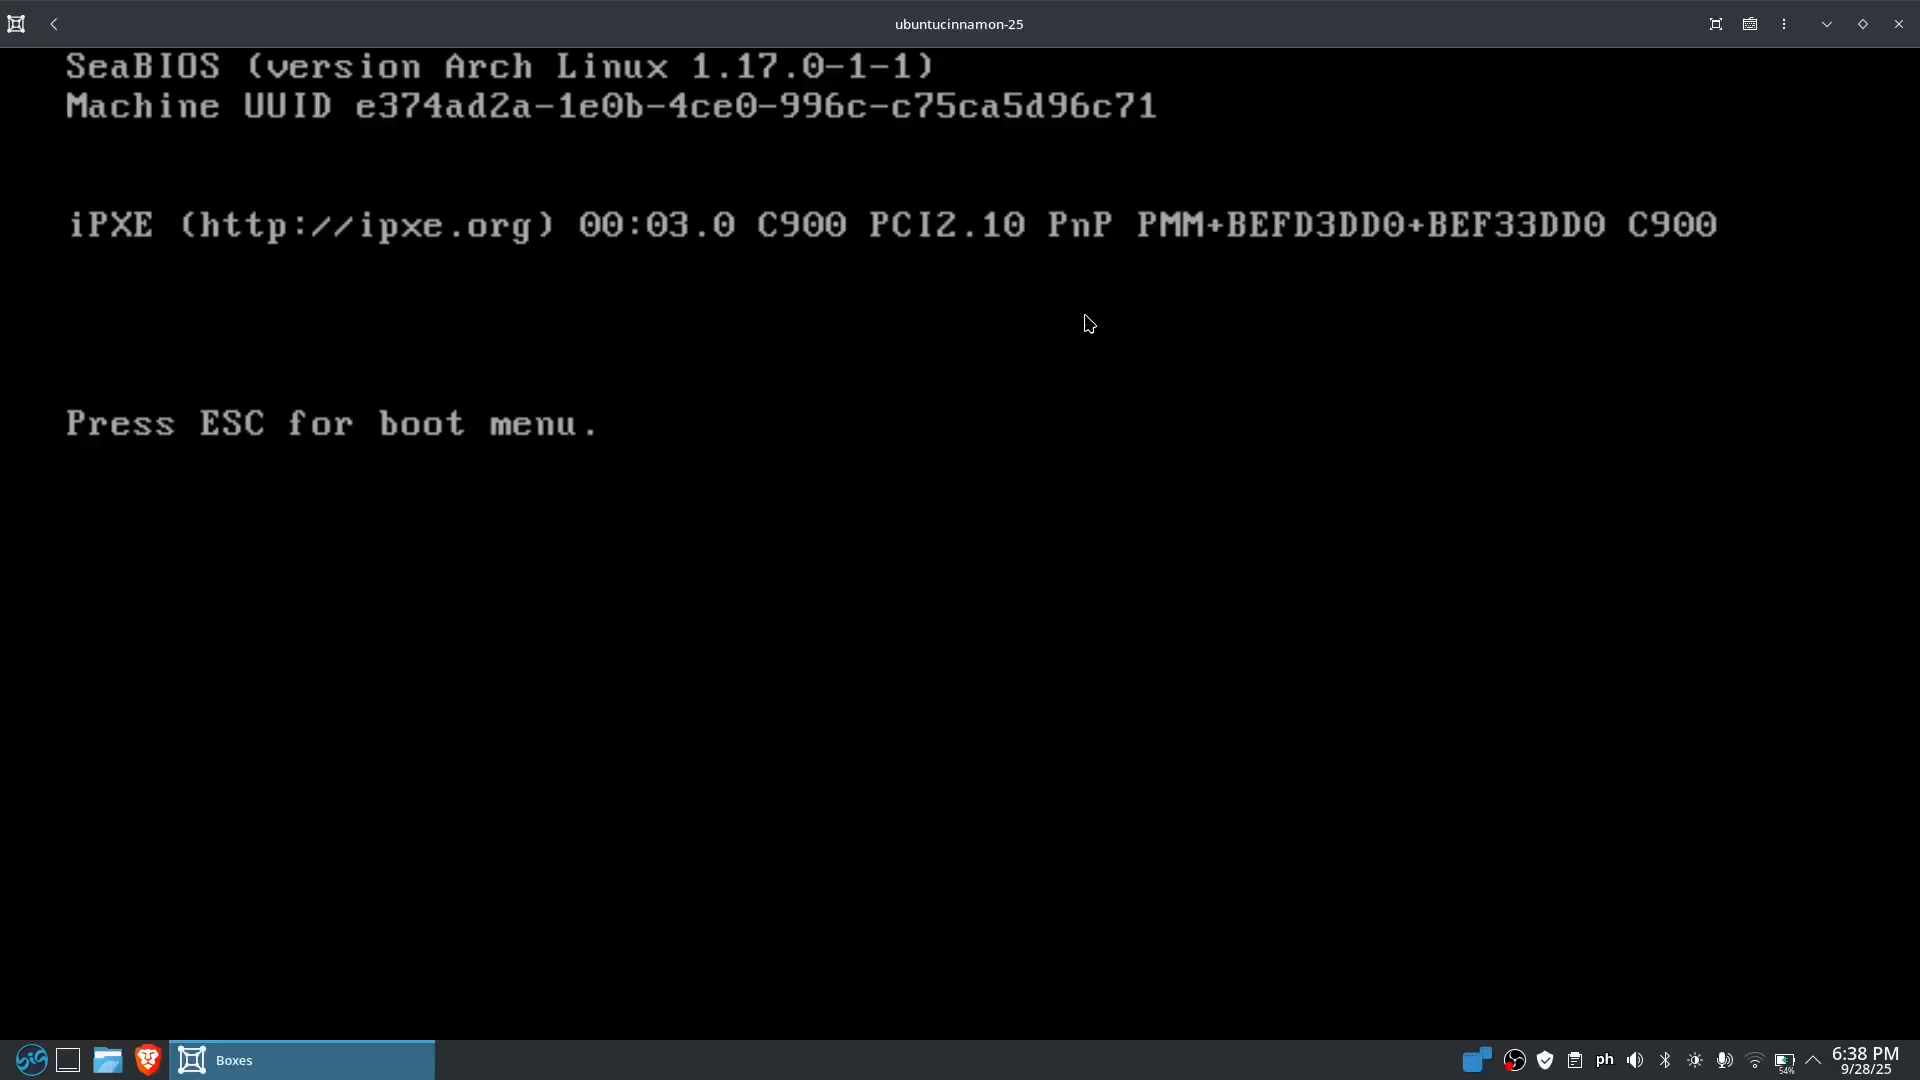 ubuntucinnamon-25
SeaBIOS (version Arch Linux 1.17.0-1-1)
Machine UUID e374ad2a-1e0b-4ce0-996c-c75ca5d96c71
iPXE (http://ipxe.org) 00:03.0 C900 PCI2.10 PnP PMM+BEFD3DD0+BEF33DD0 C900
Press ESC for boot menu.
Boxes
ph
54%
6:38 PM
9/28/25